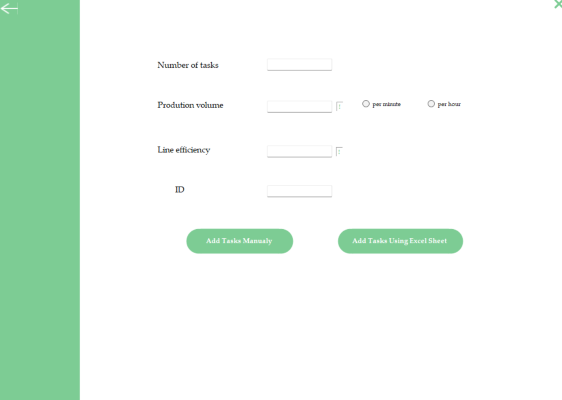 Number of tasks
Prodution volume
per minute
per hour
Line efficiency
ID
Add Tasks Manualy
Add Tasks Using Excel Sheet